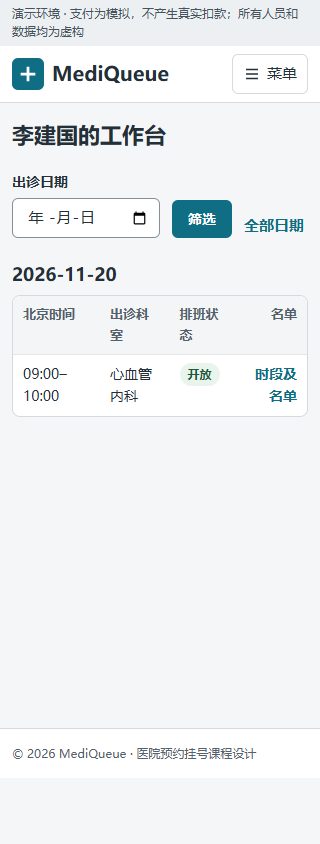 演示环境 · 支付为模拟，不产生真实扣款；所有人员和
数据均为虚构
MediQueue
菜单
李建国的工作台
出诊日期
年 -月-日
筛选
全部日期
2026-11-20
北京时间 出诊科室 排班状态 名单
09:00–10:00 心血管内科 开放 时段及名单
© 2026 MediQueue · 医院预约挂号课程设计